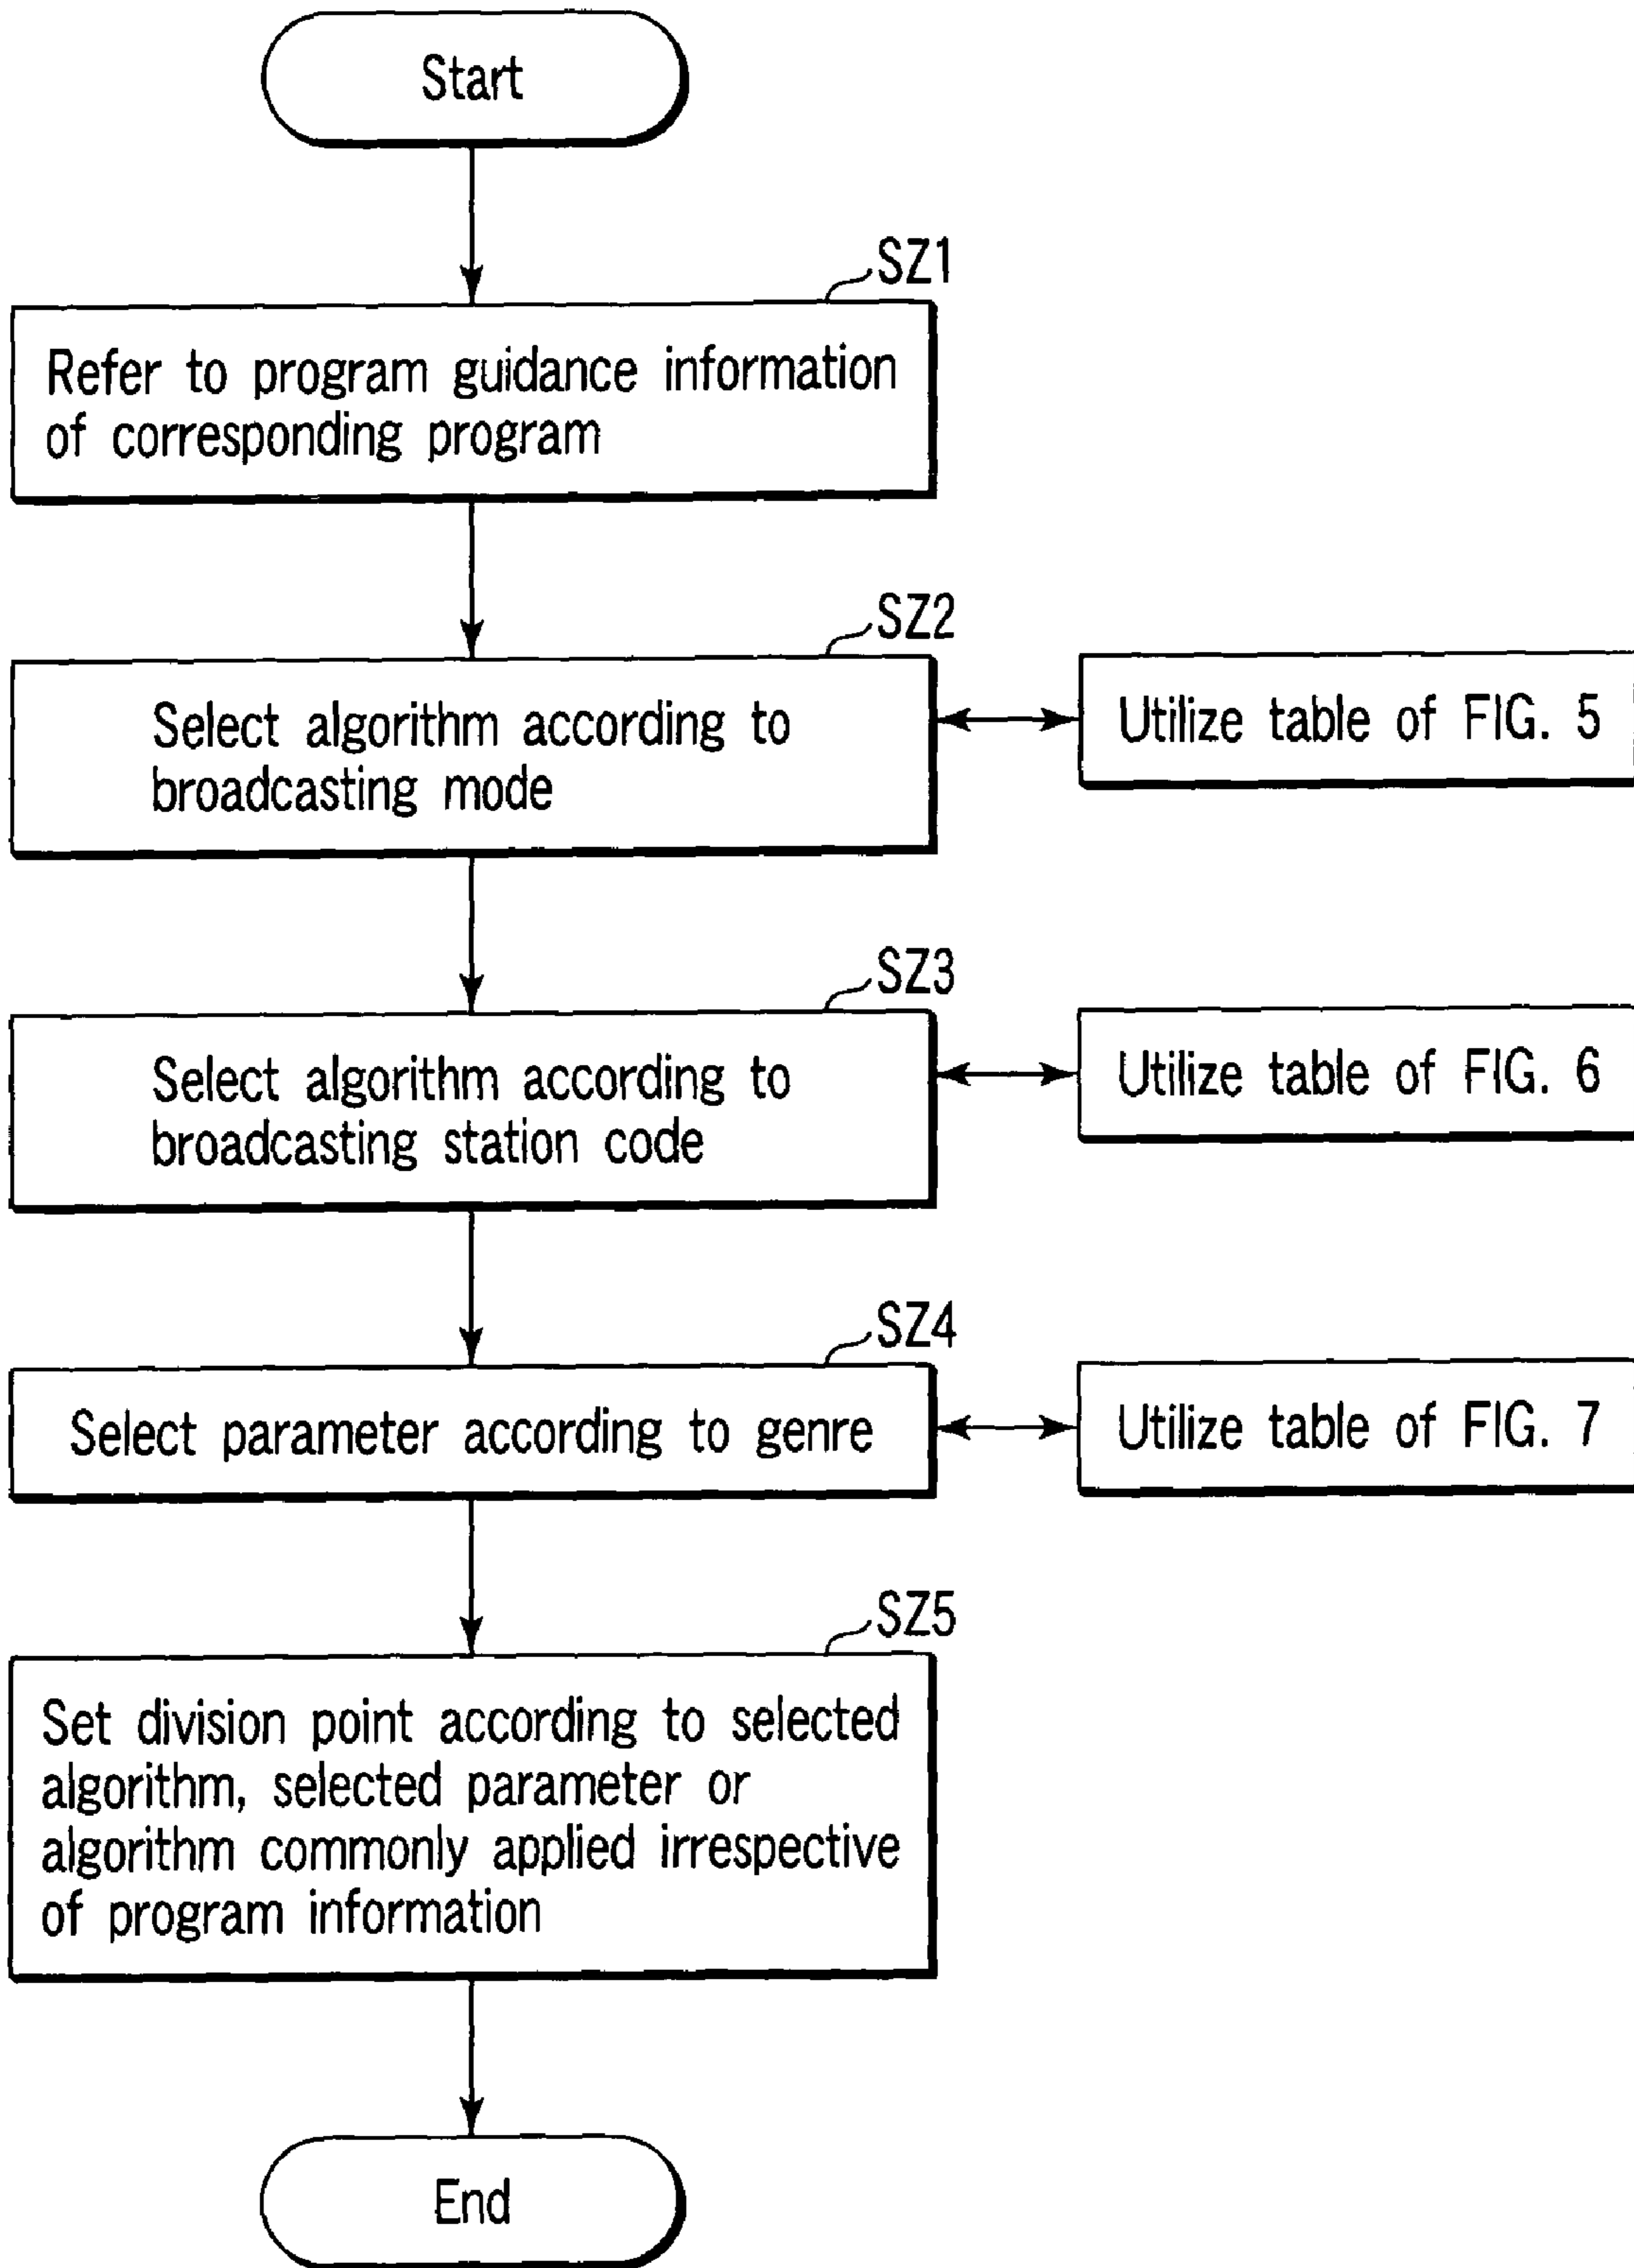 Start
SZ1
Refer to program guidance information
of corresponding program
SZ2
Select algorithm according to
broadcasting mode
Utilize table of FIG. 5
SZ3
Select algorithm according to
broadcasting station code
Utilize table of FIG. 6
SZ4
Select parameter according to genre
Utilize table of FIG. 7
SZ5
Set division point according to selected
algorithm, selected parameter or
algorithm commonly applied irrespective
of program information
End